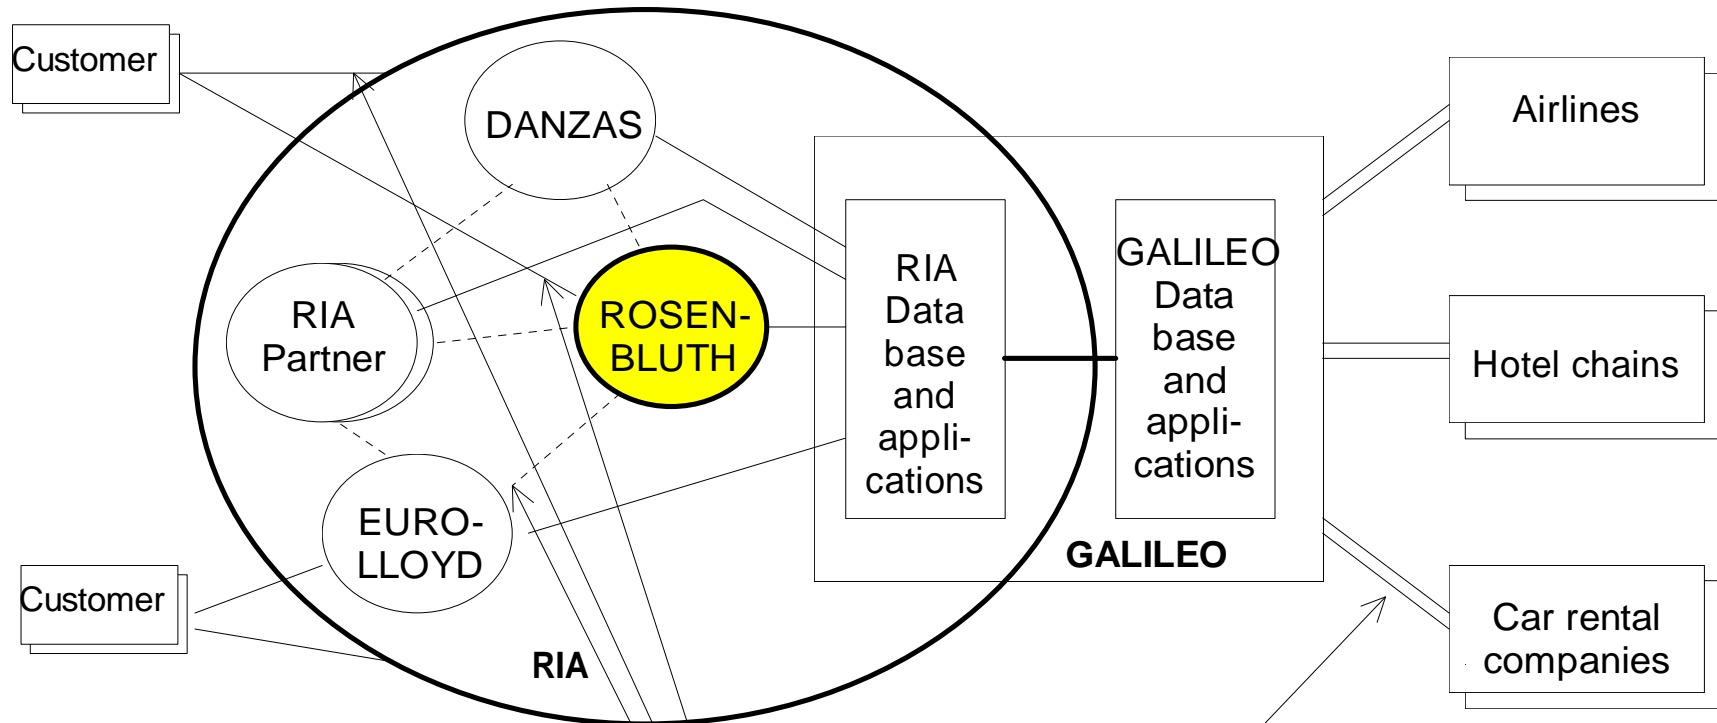 Customer
DANZAS
RIA
Partner
ROSEN-
BLUTH
EURO-
LLOYD
Customer
RIA
RIA
Data
base
and
appli-
cations
GALILEO
Data
base
and
appli-
cations
GALILEO
Airlines
Hotel chains
Car rental
companies